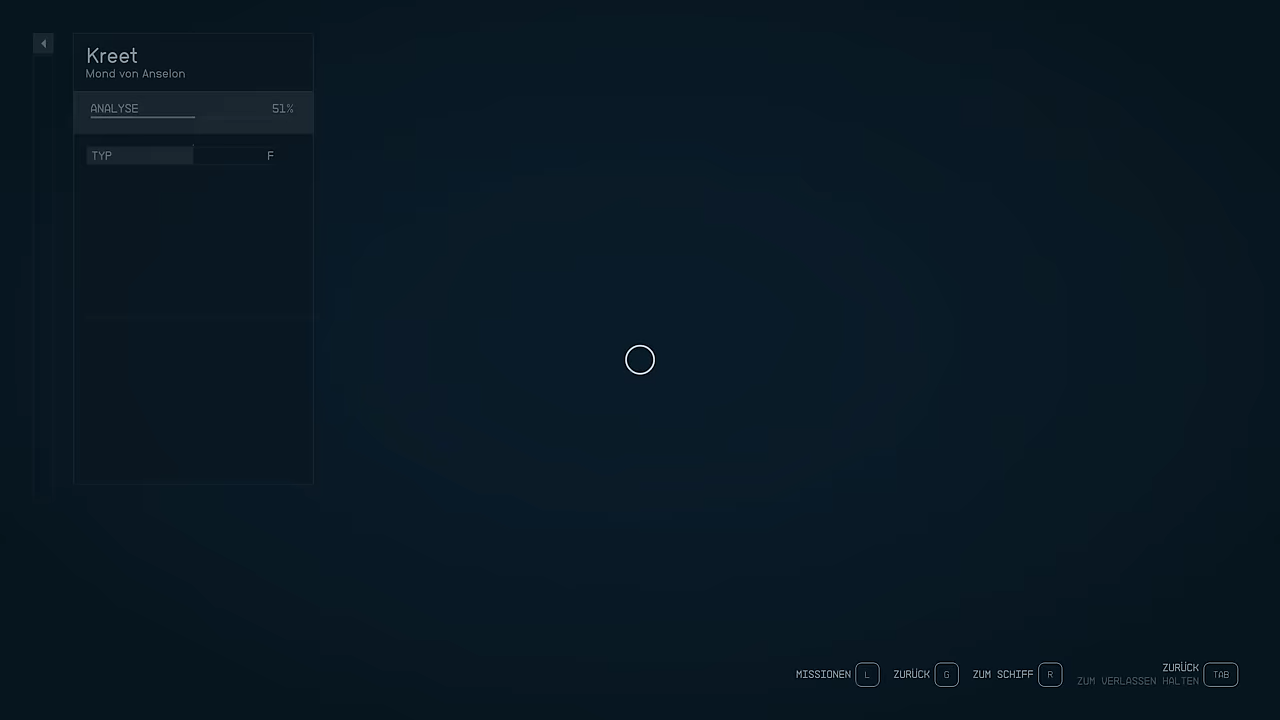 Kreet
Mond von Anselon
ANALYSE 51%
TYP F
MISSIONEN L ZURÜCK G ZUM SCHIFF R ZURÜCK TAB
ZUM VERLASSEN HALTEN